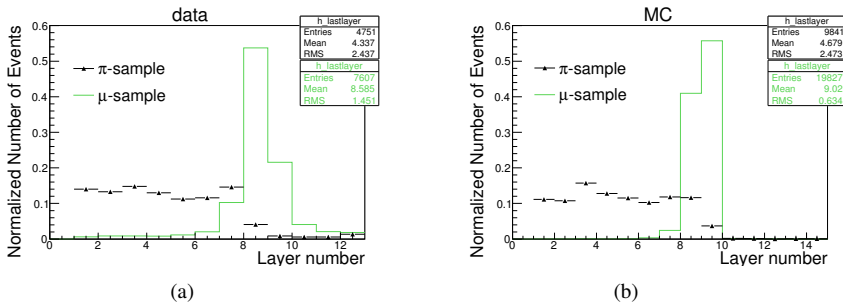 data
h_lastlayer
Entries 4751
Mean 4.337
RMS 2.437
h_lastlayer
Entries 7607
Mean 8.585
RMS 1.451
π-sample
μ-sample
Normalized Number of Events
0.6
0.5
0.4
0.3
0.2
0.1
0
0 2 4 6 8 10 12
Layer number
(a)
MC
h_lastlayer
Entries 9841
Mean 4.679
RMS 2.473
h_lastlayer
Entries 19827
Mean 9.02
RMS 0.634
π-sample
μ-sample
Normalized Number of Events
0.6
0.5
0.4
0.3
0.2
0.1
0
0 2 4 6 8 10 12 14
Layer number
(b)